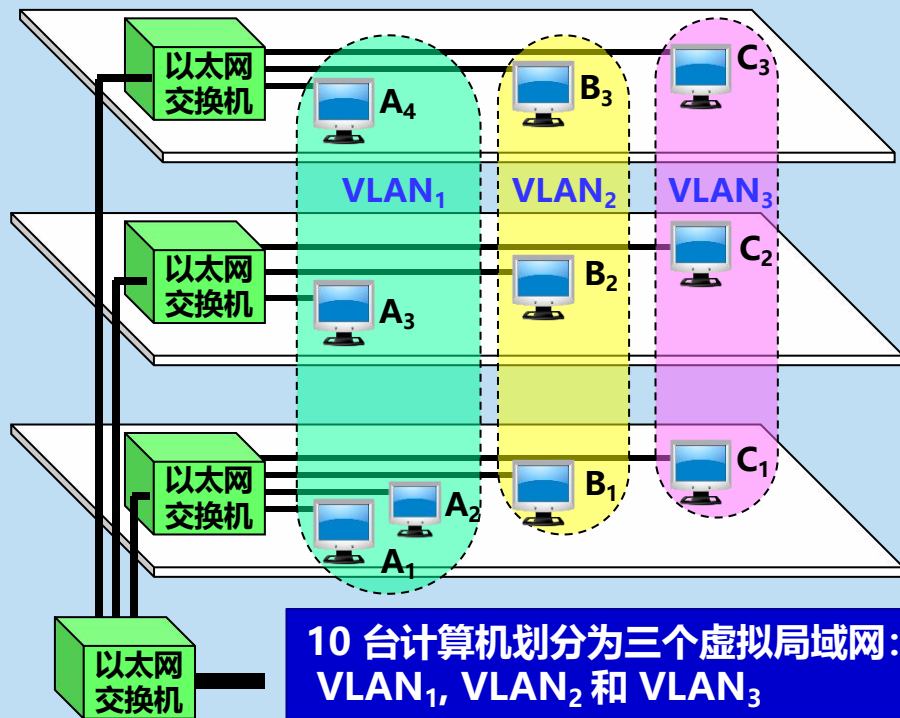 以太网
交换机
A₄
B₃
C₃
VLAN₁
VLAN₂
VLAN₃
以太网
交换机
A₃
B₂
C₂
以太网
交换机
A₁
A₂
B₁
C₁
以太网
交换机
10 台计算机划分为三个虚拟局域网：
VLAN₁, VLAN₂ 和 VLAN₃